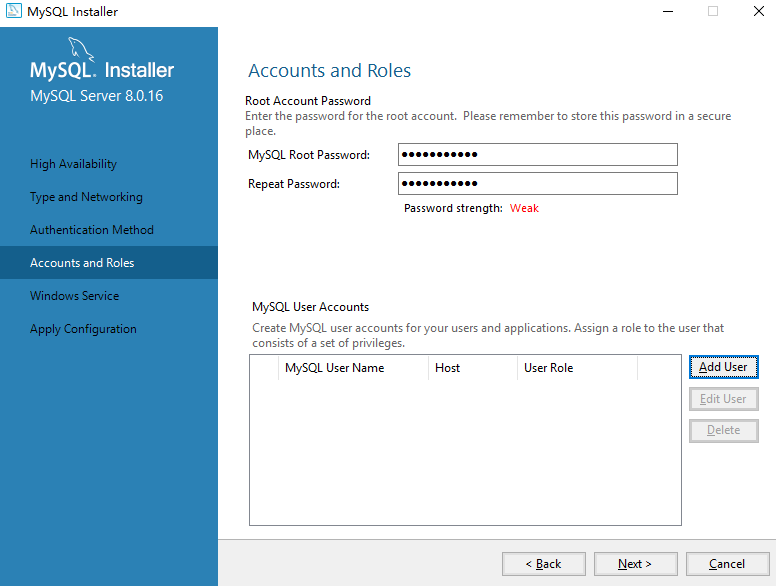 MySQL Installer
MySQL. Installer
MySQL Server 8.0.16
High Availability
Type and Networking
Authentication Method
Accounts and Roles
Windows Service
Apply Configuration
Accounts and Roles
Root Account Password
Enter the password for the root account.  Please remember to store this password in a secure
place.
MySQL Root Password: ●●●●●●●●●●●
Repeat Password: ●●●●●●●●●●●
Password strength: Weak
MySQL User Accounts
Create MySQL user accounts for your users and applications. Assign a role to the user that
consists of a set of privileges.
MySQL User Name Host User Role
Add User
Edit User
Delete
< Back Next > Cancel